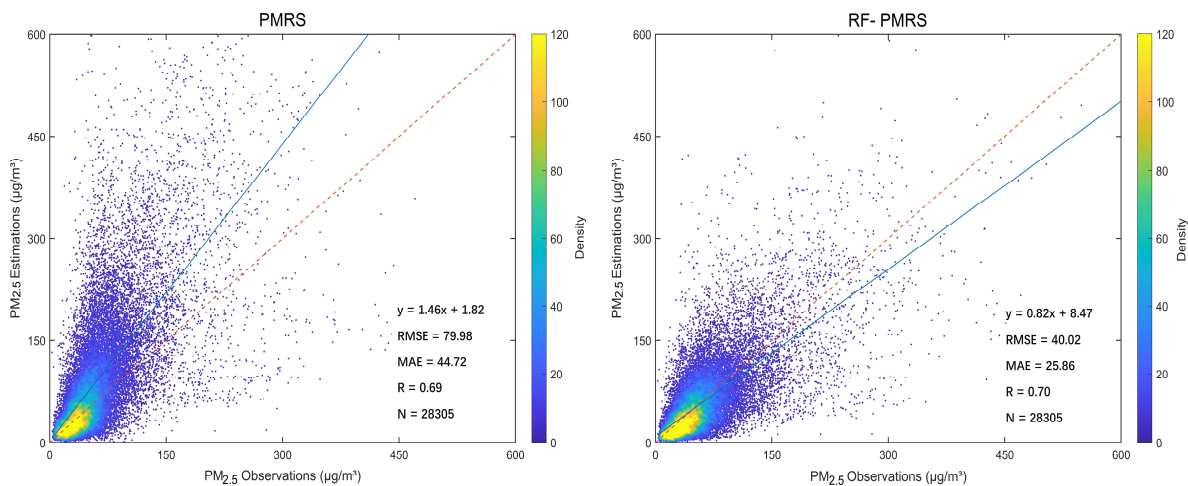 PMRS
600
450
300
150
0
0 150 300 450 600
PM2.5 Estimations (µg/m³)
PM2.5 Observations (µg/m³)
y = 1.46x + 1.82
RMSE = 79.98
MAE = 44.72
R = 0.69
N = 28305
120
100
80
60
40
20
0
Density
RF- PMRS
600
450
300
150
0
0 150 300 450 600
PM2.5 Estimations (µg/m³)
PM2.5 Observations (µg/m³)
y = 0.82x + 8.47
RMSE = 40.02
MAE = 25.86
R = 0.70
N = 28305
120
100
80
60
40
20
0
Density